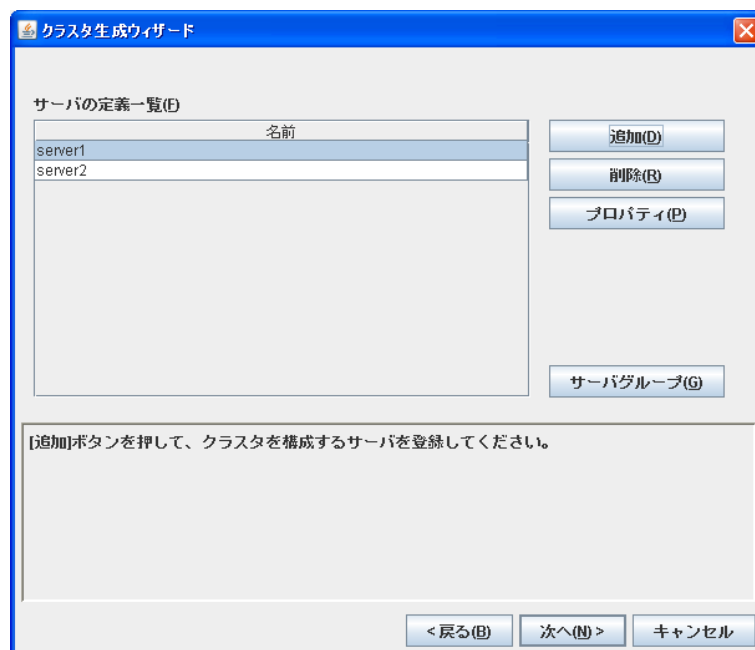 クラスタ生成ウィザード
サーバの定義一覧(F)
名前
server1
server2
追加(D)
削除(R)
プロパティ(P)
サーバグループ(G)
[追加]ボタンを押して、クラスタを構成するサーバを登録してください。
<戻る(B)
次へ(N)>
キャンセル